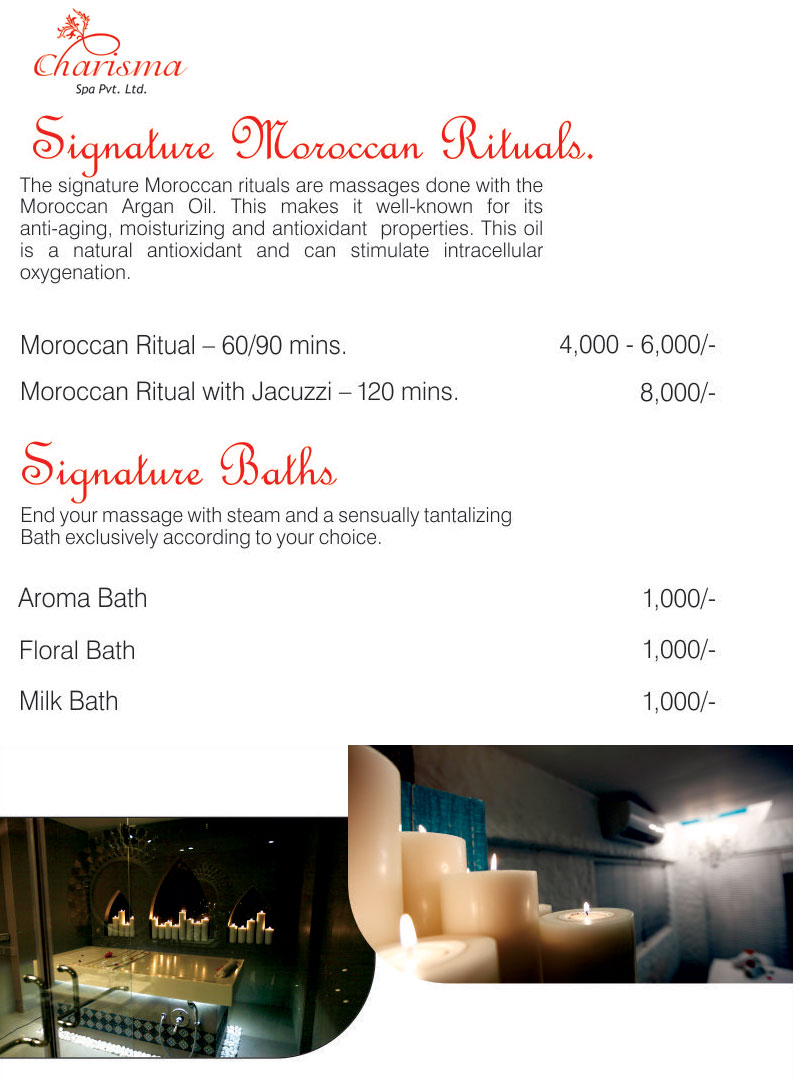 Charisma
Spa Pvt. Ltd.
Signature Moroccan Rituals.
The signature Moroccan rituals are massages done with the
Moroccan Argan Oil. This makes it well-known for its
anti-aging, moisturizing and antioxidant properties. This oil
is a natural antioxidant and can stimulate intracellular
oxygenation.
Moroccan Ritual – 60/90 mins. 4,000 - 6,000/-
Moroccan Ritual with Jacuzzi – 120 mins. 8,000/-
Signature Baths
End your massage with steam and a sensually tantalizing
Bath exclusively according to your choice.
Aroma Bath 1,000/-
Floral Bath 1,000/-
Milk Bath 1,000/-